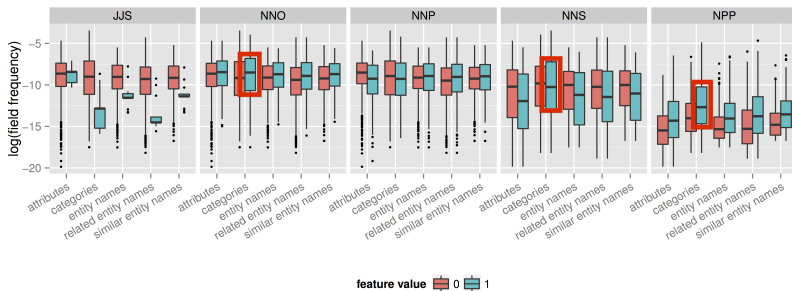 JJS NNO NNP NNS NPP
log(field frequency)
−5
−10
−15
−20
attributes categories entity names related entity names similar entity names
attributes categories entity names related entity names similar entity names
attributes categories entity names related entity names similar entity names
attributes categories entity names related entity names similar entity names
attributes categories entity names related entity names similar entity names
feature value 0 1